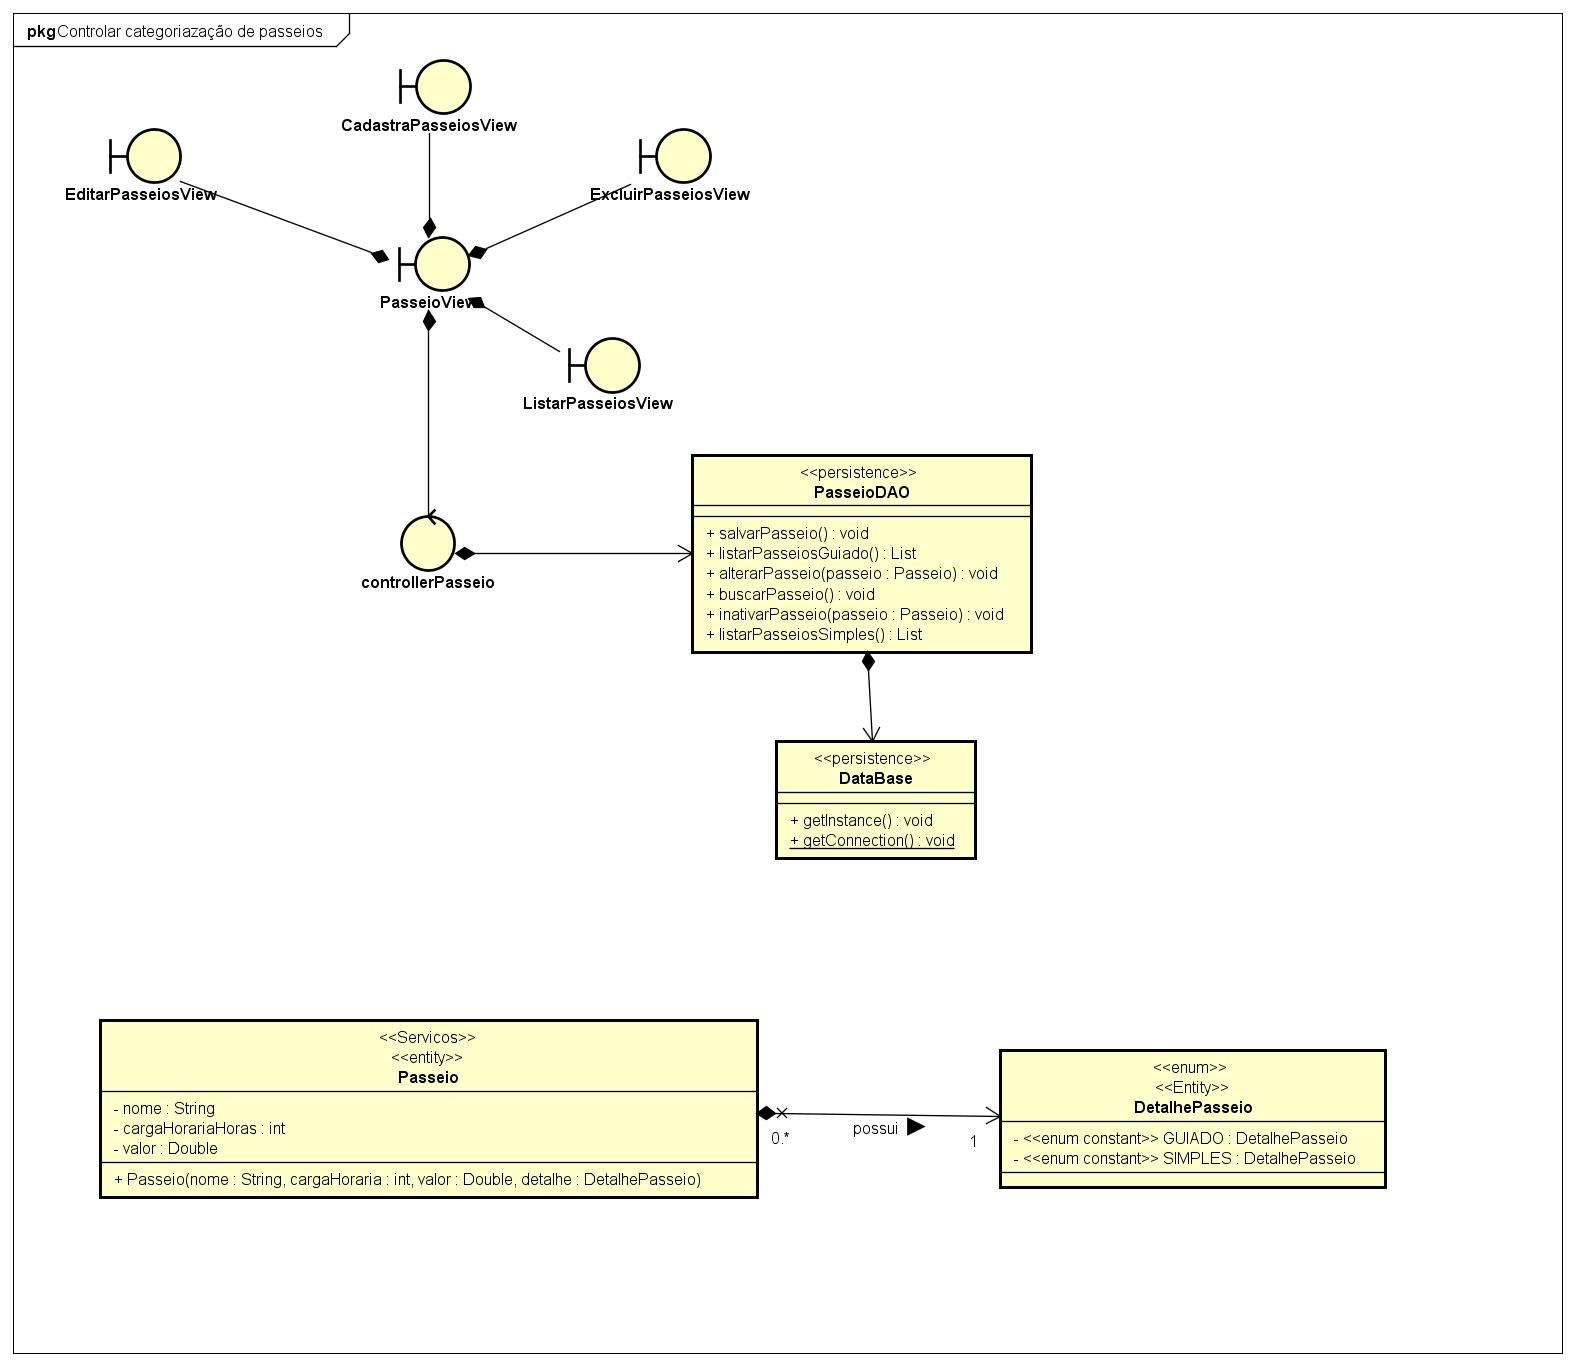 pkg Controlar categoriazação de passeios
CadastraPasseiosView
EditarPasseiosView
ExcluirPasseiosView
PasseioView
ListarPasseiosView
controllerPasseio
<<persistence>>
PasseioDAO
+ salvarPasseio() : void
+ listarPasseiosGuiado() : List
+ alterarPasseio(passeio : Passeio) : void
+ buscarPasseio() : void
+ inativarPasseio(passeio : Passeio) : void
+ listarPasseiosSimples() : List
<<persistence>>
DataBase
+ getInstance() : void
+ getConnection() : void
<<Servicos>>
<<entity>>
Passeio
- nome : String
- cargaHorariaHoras : int
- valor : Double
+ Passeio(nome : String, cargaHoraria : int, valor : Double, detalhe : DetalhePasseio)
0.*
possui
1
<<enum>>
<<Entity>>
DetalhePasseio
- <<enum constant>> GUIADO : DetalhePasseio
- <<enum constant>> SIMPLES : DetalhePasseio